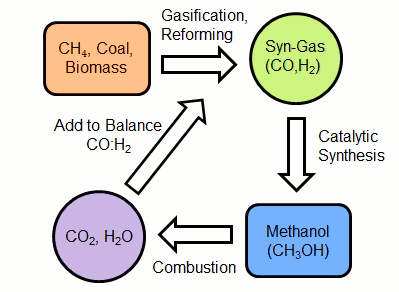 Gasification,
Reforming
CH₄, Coal,
Biomass
Syn-Gas
(CO,H₂)
Add to Balance
CO:H₂
Catalytic
Synthesis
CO₂, H₂O
Methanol
(CH₃OH)
Combustion